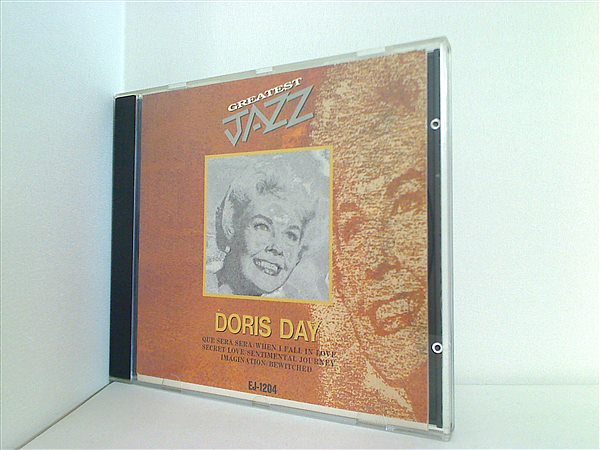 GREATEST
JAZZ
DORIS DAY
QUE SERA SERA/WHEN I FALL IN LOVE
SECRET LOVE/SENTIMENTAL JOURNEY
IMAGINATION/BEWITCHED
EJ-1204